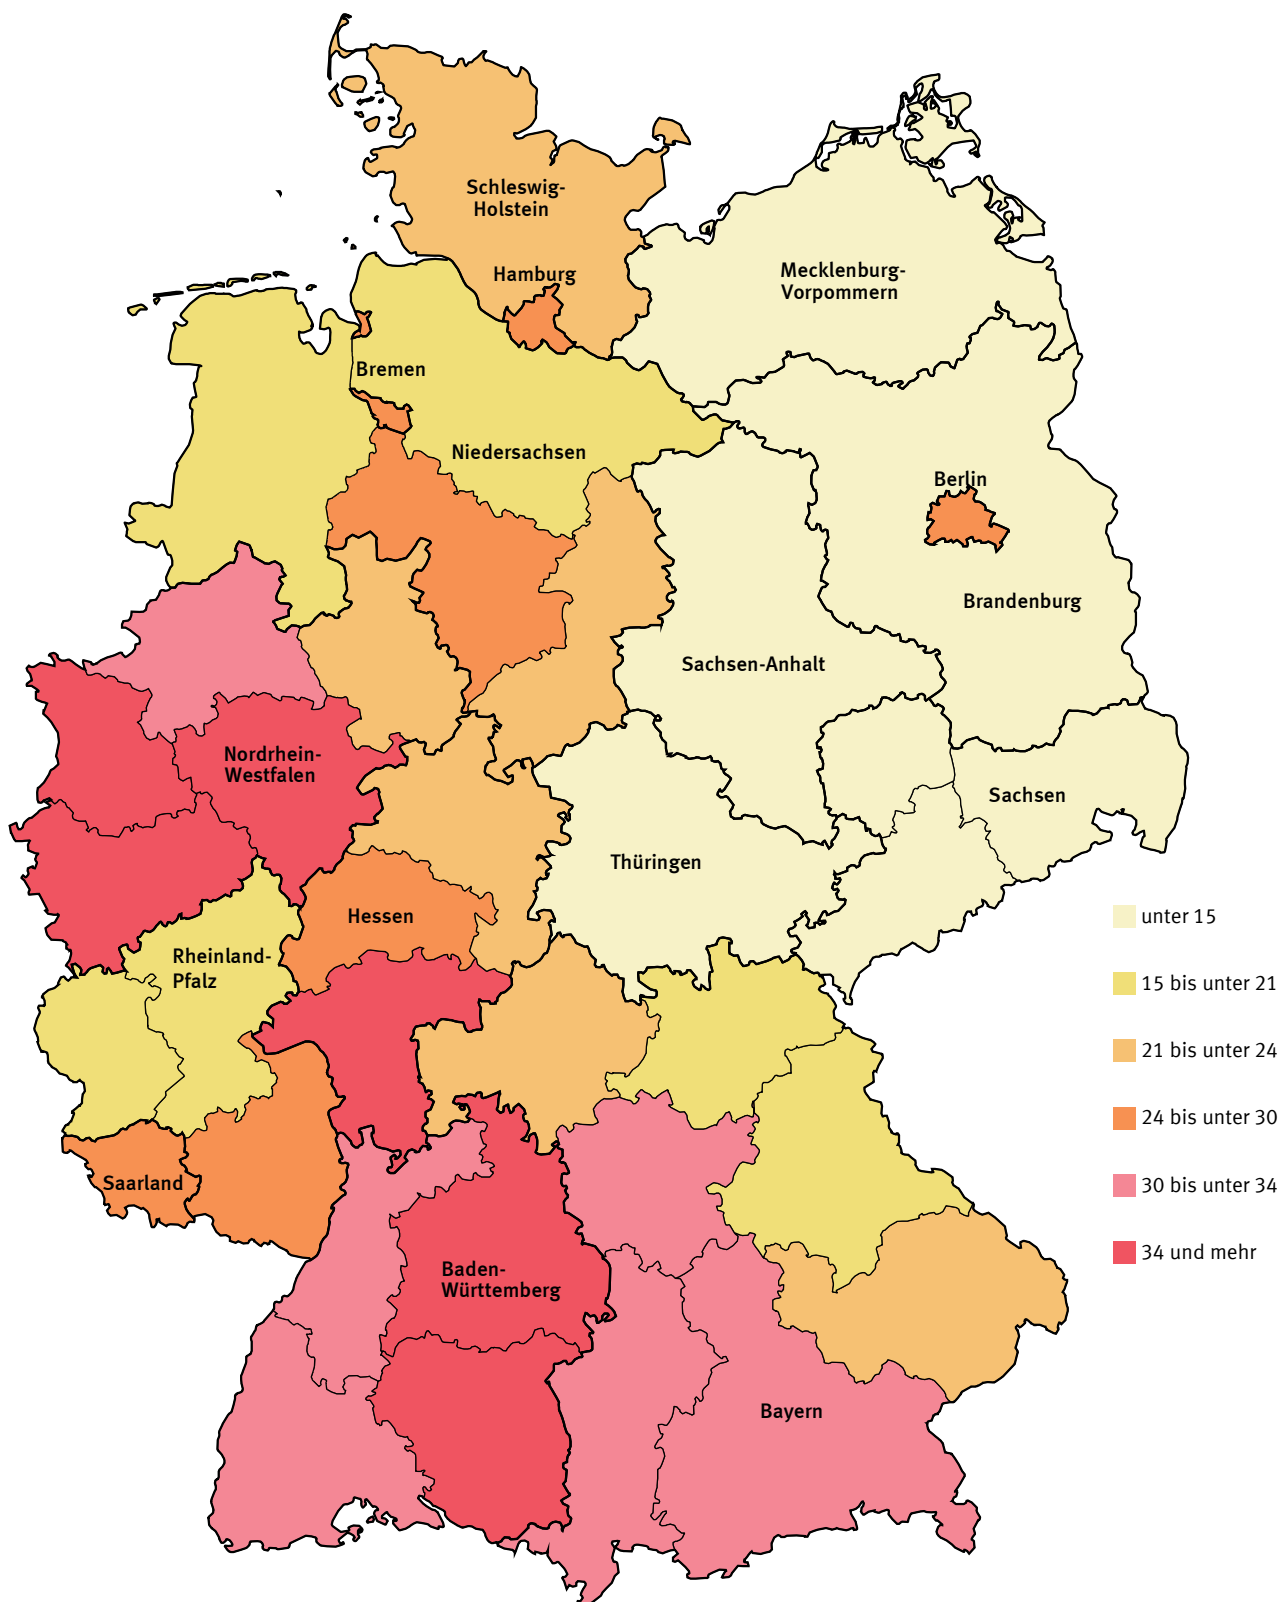 Schleswig-
Holstein
Hamburg
Mecklenburg-
Vorpommern
Bremen
Niedersachsen
Berlin
Brandenburg
Sachsen-Anhalt
Nordrhein-
Westfalen
Sachsen
Thüringen
Hessen
Rheinland-
Pfalz
Saarland
Baden-
Württemberg
Bayern
unter 15
15 bis unter 21
21 bis unter 24
24 bis unter 30
30 bis unter 34
34 und mehr